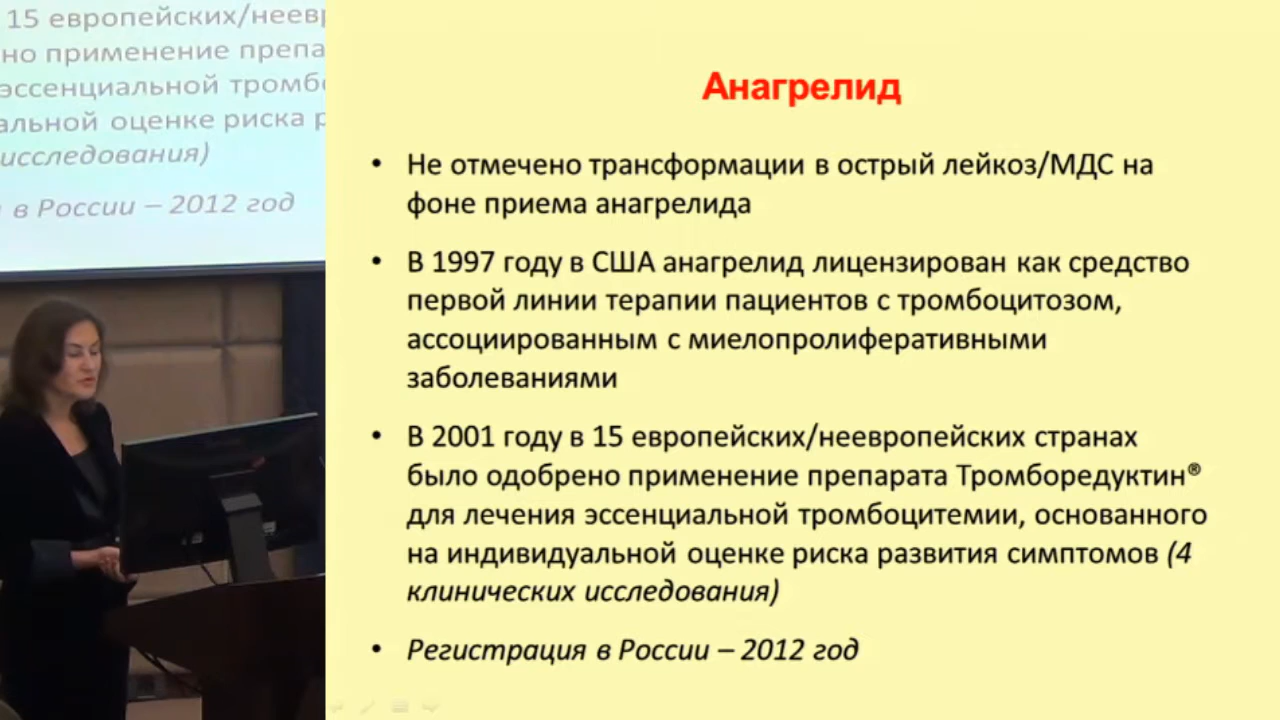 15 европейских/неевр
но применение препа
эссенциальной тромб
альной оценке риска р
исследования)
в России – 2012 год
Анагрелид
• Не отмечено трансформации в острый лейкоз/МДС на
фоне приема анагрелида
• В 1997 году в США анагрелид лицензирован как средство
первой линии терапии пациентов с тромбоцитозом,
ассоциированным с миелопролиферативными
заболеваниями
• В 2001 году в 15 европейских/неевропейских странах
было одобрено применение препарата Тромборедуктин®
для лечения эссенциальной тромбоцитемии, основанного
на индивидуальной оценке риска развития симптомов (4
клинических исследования)
• Регистрация в России – 2012 год